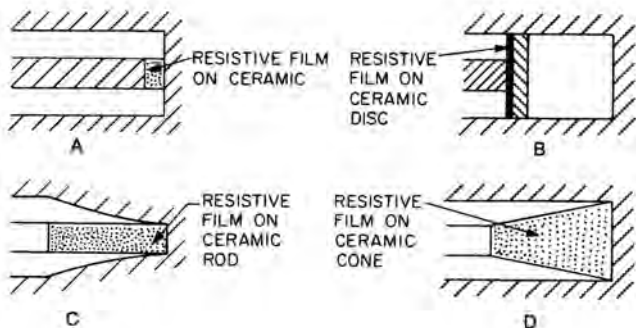 RESISTIVE FILM
ON CERAMIC
A
RESISTIVE
FILM ON
CERAMIC
DISC
B
RESISTIVE
FILM ON
CERAMIC
ROD
C
RESISTIVE
FILM ON
CERAMIC
CONE
D